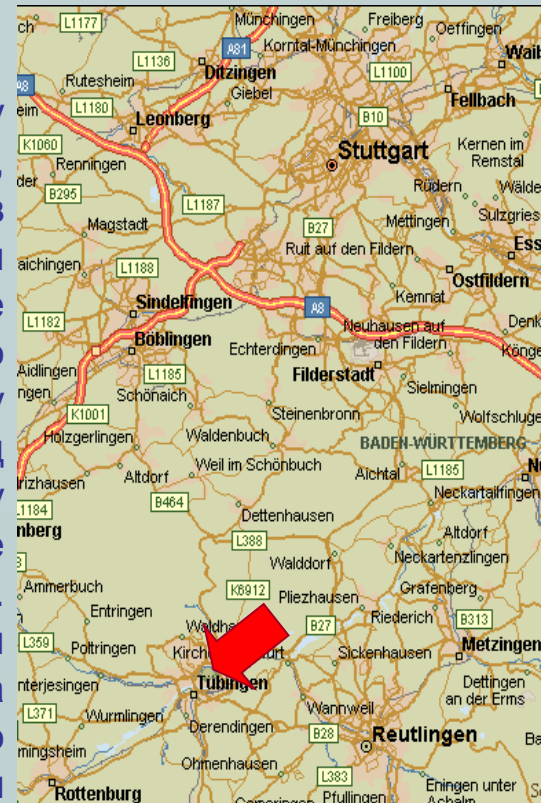 Münchingen
Freiberg
Oeffingen
L1177
A81
Korntal-Münchingen
L1136
Ditzingen
L1100
A8
Rutesheim
Giebel
Fellbach
L1180
Leonberg
B10
K1060
Stuttgart
Kernen im
Remstal
Renningen
B295
L1187
Rüdern
Magstadt
B27
Mettingen
Ruit auf den Fildern
L1188
Ostfildern
Sindelfingen
A8
Kemnat
L1182
Neuhausen auf
den Fildern
Böblingen
Echterdingen
L1185
Filderstadt
Schönaich
Sielmingen
K1001
Steinenbronn
Holzgerlingen
Waldenbuch
BADEN-WÜRTTEMBERG
Weil im Schönbuch
Altdorf
Aichtal
L1185
B464
Neckartailfingen
Dettenhausen
L388
Altdorf
Walddorf
Neckartenzlingen
Ammerbuch
K6912
Pliezhausen
Grafenberg
Entringen
B27
Riederich
B313
L359
Poltringen
Sickenhausen
Metzingen
Tübingen
Dettingen
an der Erms
L371
Wurmlingen
Wannweil
Derendingen
B28
Reutlingen
Ohmenhausen
L383
Rottenburg
Pfullingen
Eningen unter